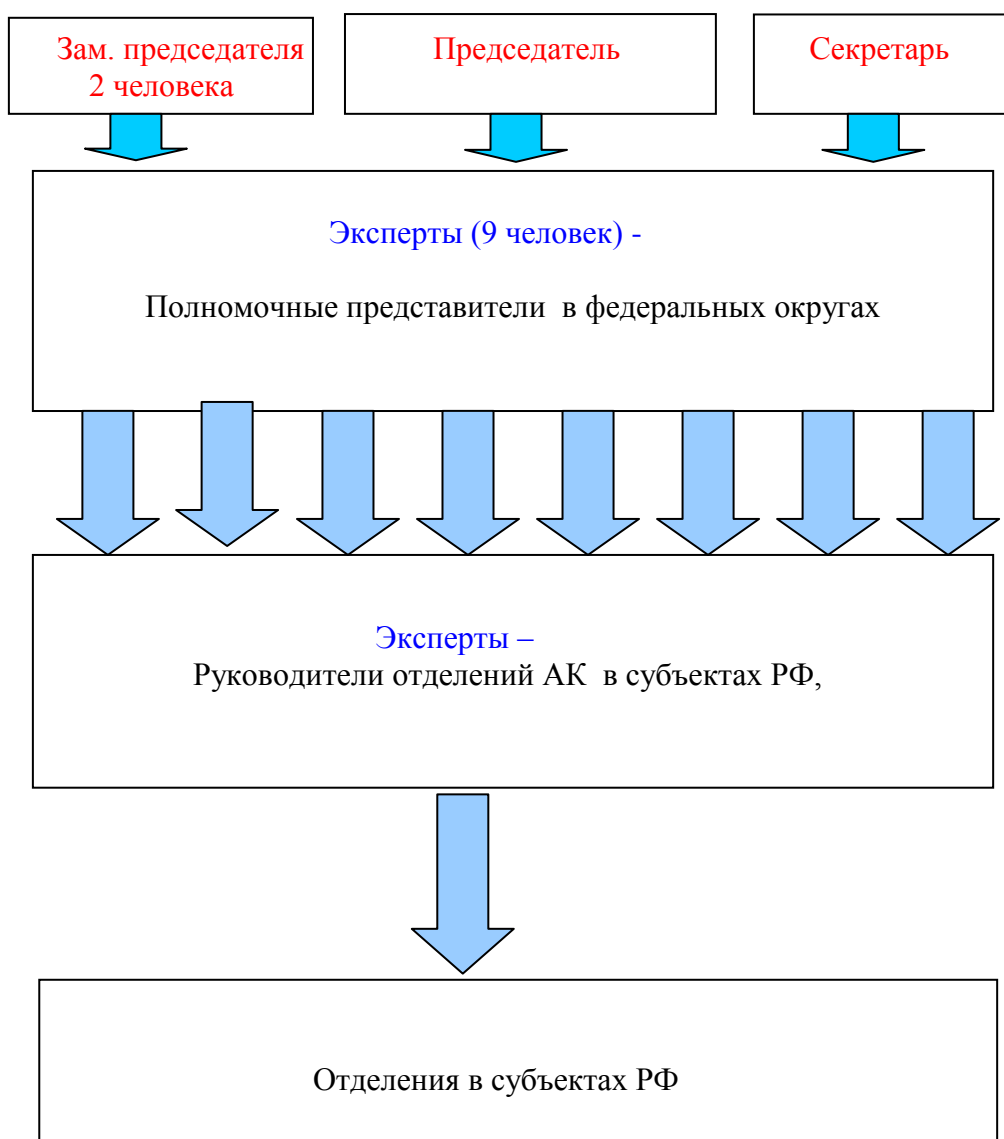 Зам. председателя
2 человека
Председатель
Секретарь
Эксперты (9 человек) -
Полномочные представители в федеральных округах
Эксперты –
Руководители отделений АК в субъектах РФ,
Отделения в субъектах РФ